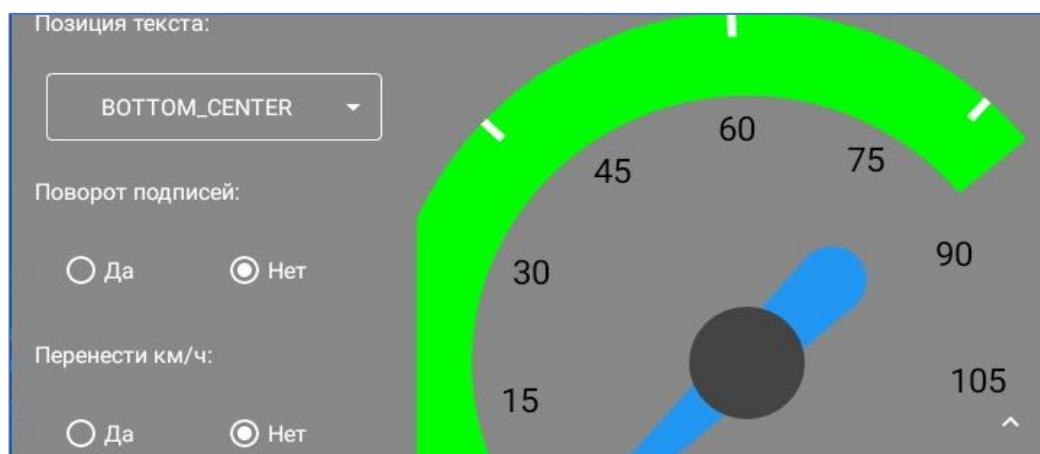 Позиция текста:
BOTTOM_CENTER
Поворот подписей:
Да
Нет
Перенести км/ч:
Да
Нет
60
45
75
30
90
15
105